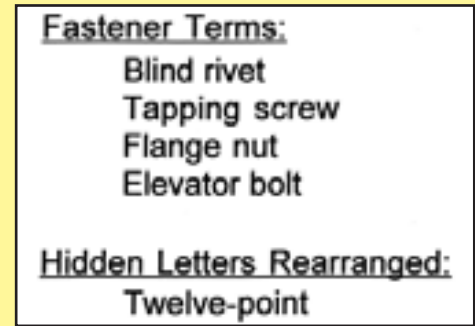 Fastener Terms:
Blind rivet
Tapping screw
Flange nut
Elevator bolt
Hidden Letters Rearranged:
Twelve-point